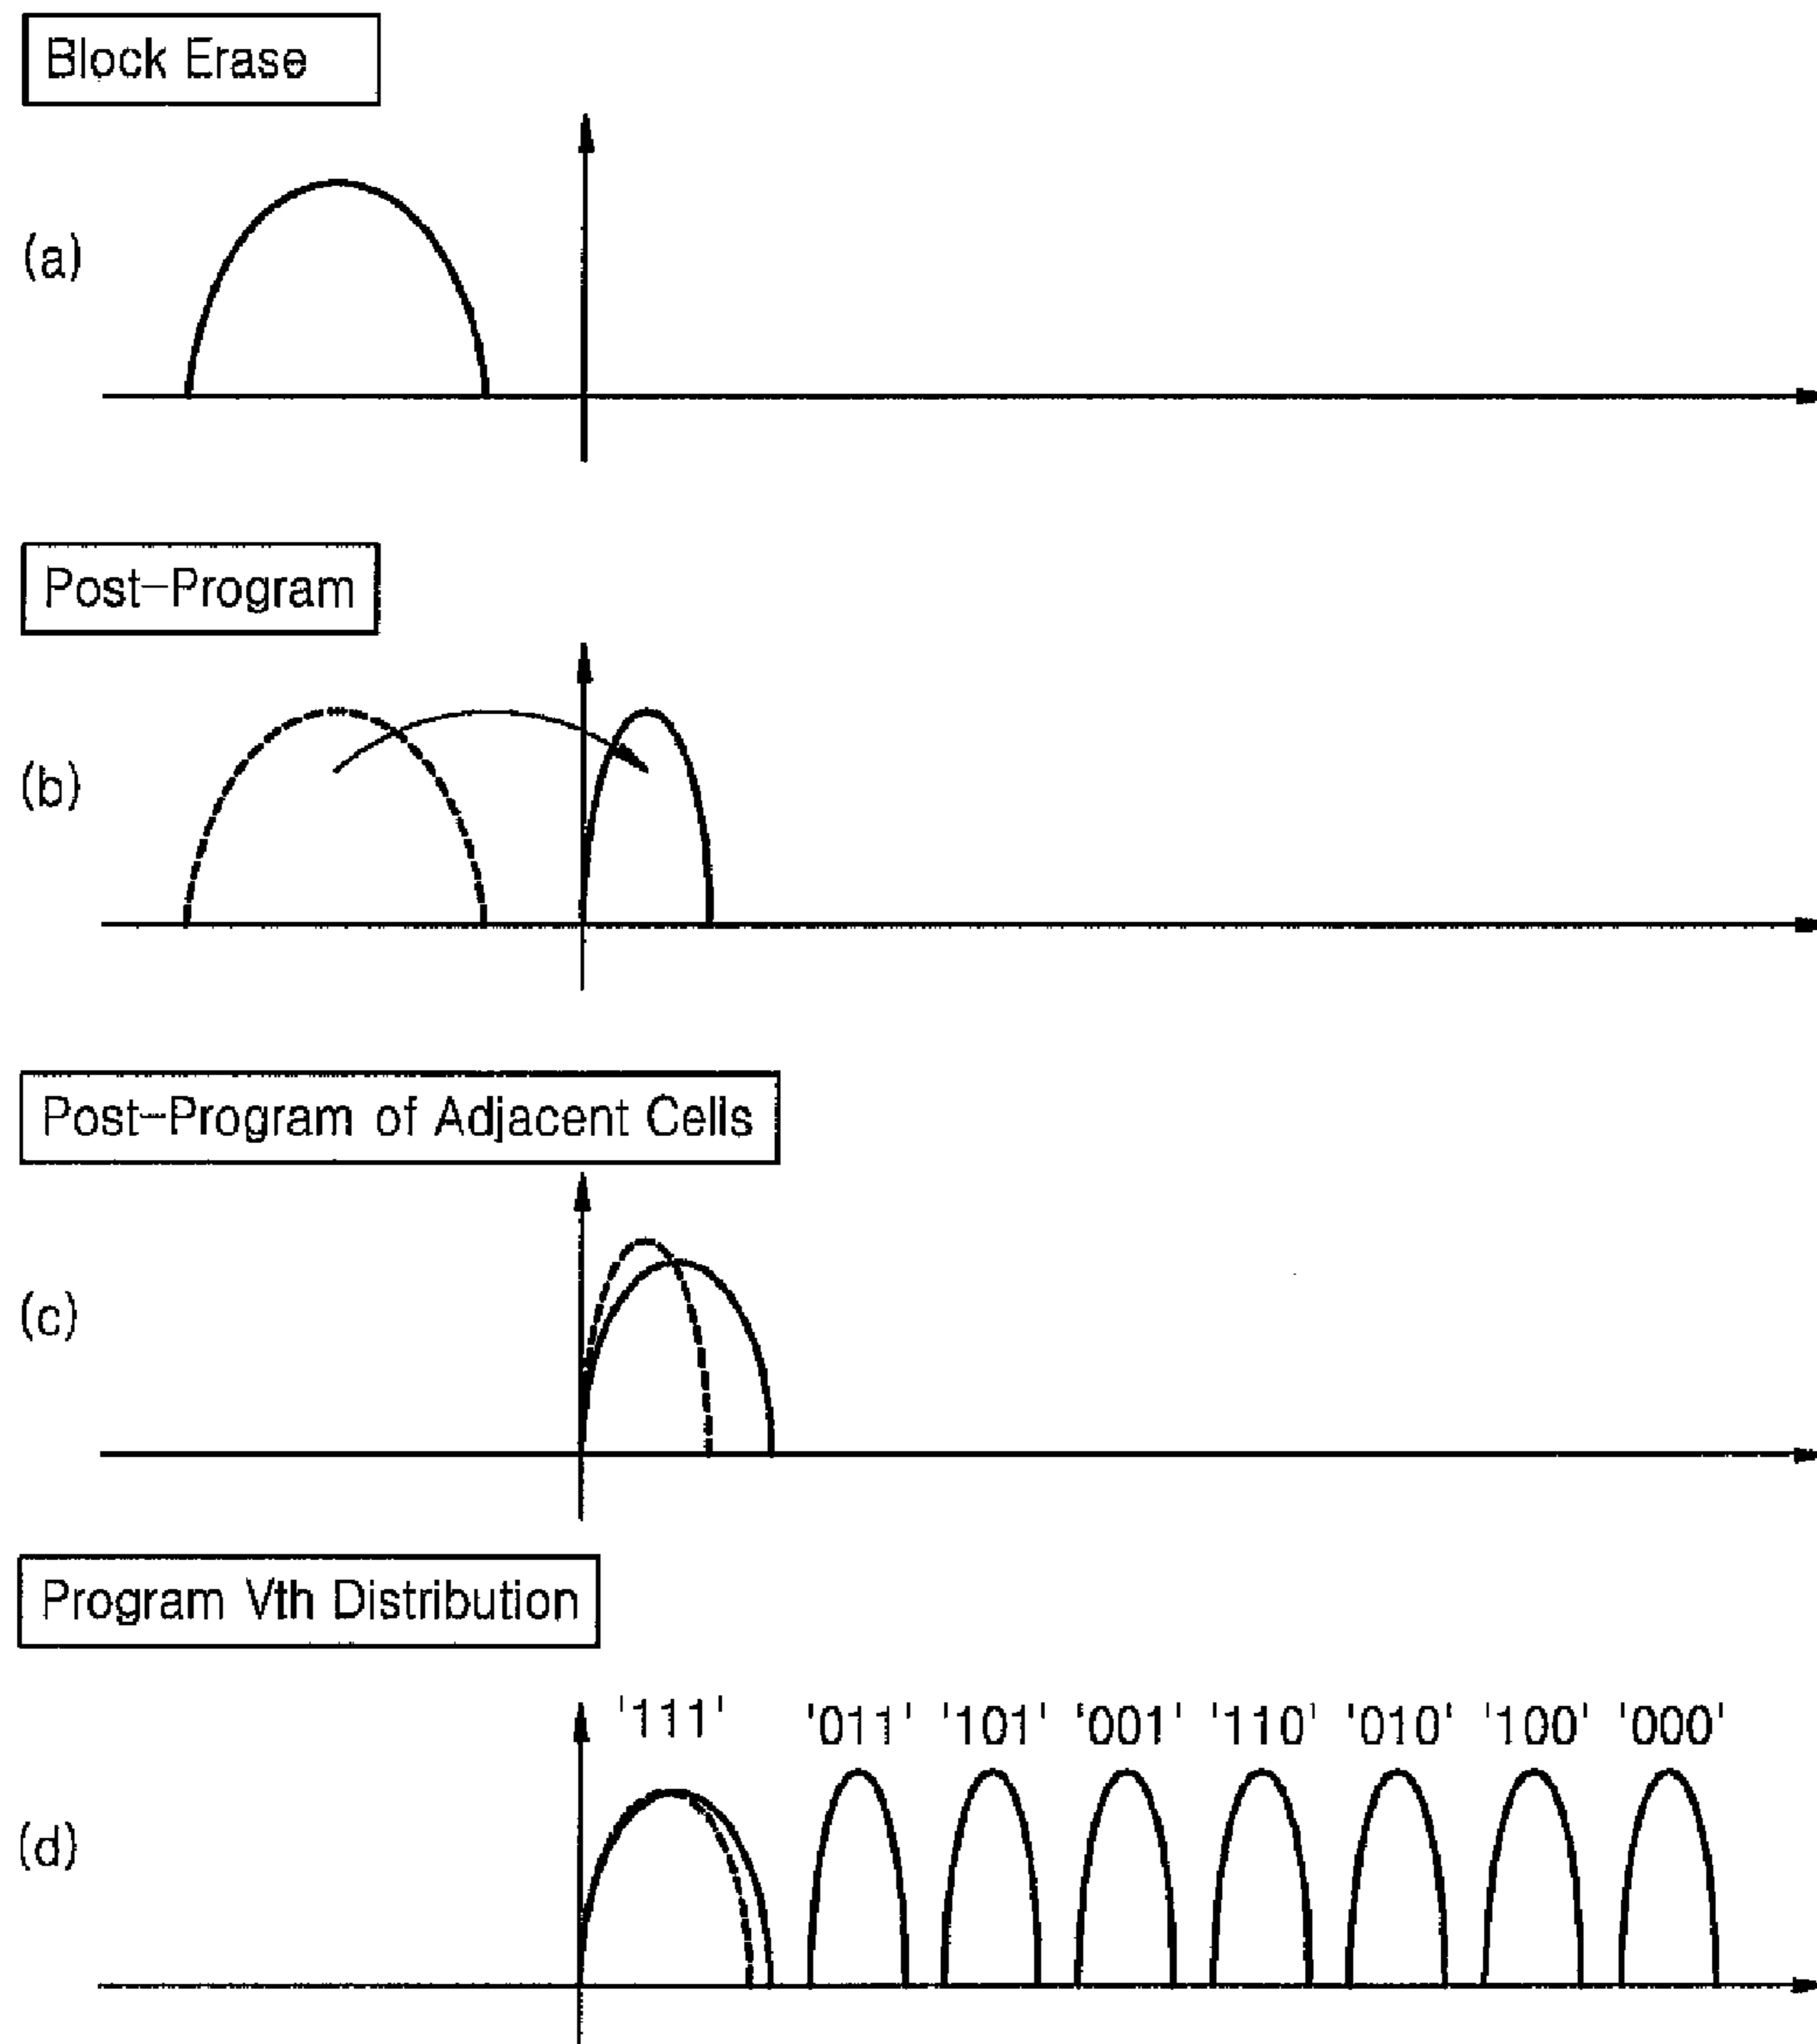 Block Erase
(a)
Post-Program
(b)
Post-Program of Adjacent Cells
(c)
Program Vth Distribution
'111' '011' '101' '001' '110' '010' '100' '000'
(d)